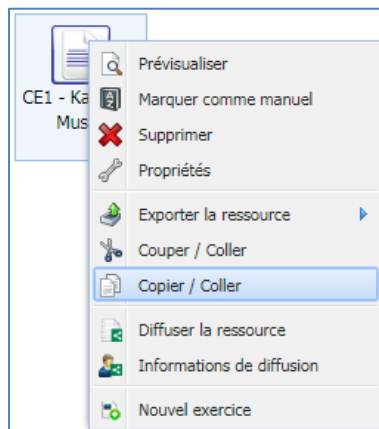 CE1 - Ka
Mus
Prévisualiser
Marquer comme manuel
Supprimer
Propriétés
Exporter la ressource
Couper / Coller
Copier / Coller
Diffuser la ressource
Informations de diffusion
Nouvel exercice